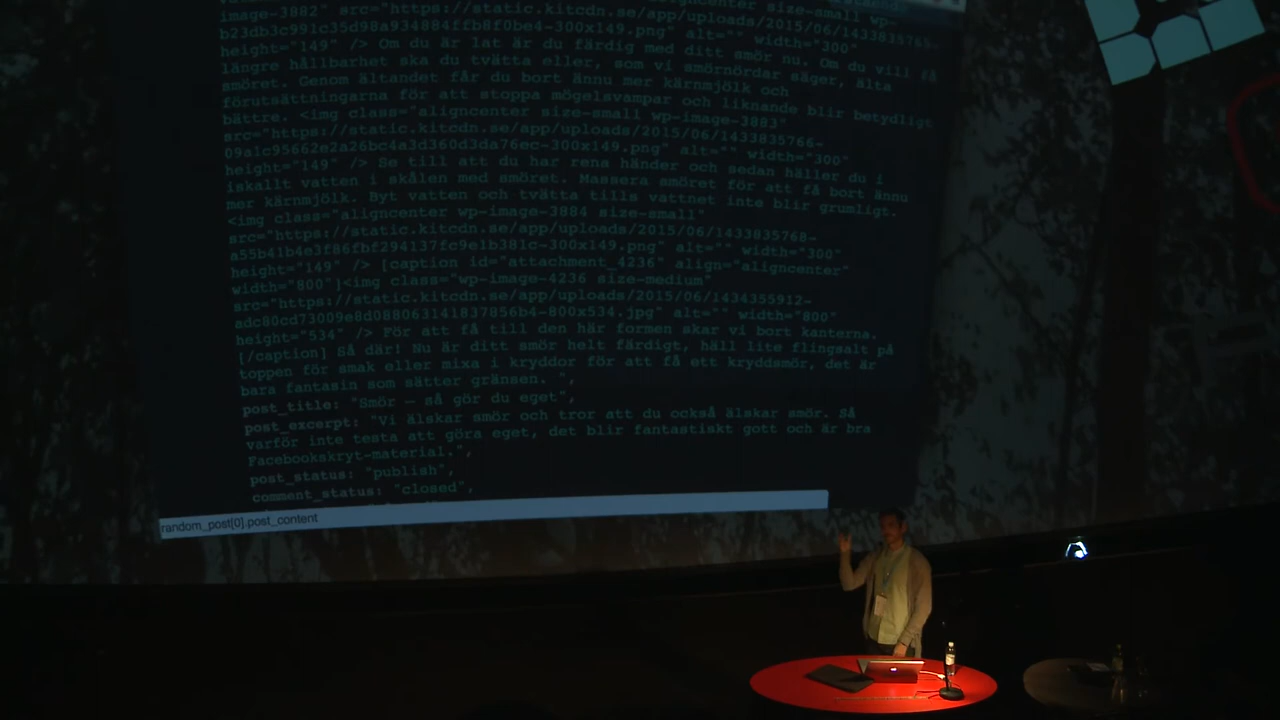 image-3882" src="https://static.kitcdn.se/app/uploads/2015/06/1433835765-
b23db3c991c35d98a934884ffb8f0be4-300x149.png" alt="" width="300"
height="149" /> Om du är lat är du färdig med ditt smör nu. Om du vill få
längre hållbarhet ska du tvätta eller, som vi smörnördar säger, älta
smöret. Genom ältandet får du bort ännu mer kärnmjölk och
förutsättningarna för att stoppa mögelsvampar och liknande blir betydligt
bättre. <img class="aligncenter size-small wp-image-3883"
src="https://static.kitcdn.se/app/uploads/2015/06/1433835766-
09a1c95662e2a26bc4a3d360d3da76ec-300x149.png" alt="" width="300"
height="149" /> Se till att du har rena händer och sedan häller du i
iskallt vatten i skålen med smöret. Massera smöret för att få bort ännu
mer kärnmjölk. Byt vatten och tvätta tills vattnet inte blir grumligt.
<img class="aligncenter wp-image-3884 size-small"
src="https://static.kitcdn.se/app/uploads/2015/06/1433835768-
a55b41b4e3f86fbf294137fc9e1b381c-300x149.png" alt="" width="300"
height="149" /> [caption id="attachment_4236" align="aligncenter"
width="800"]<img class="wp-image-4236 size-medium"
src="https://static.kitcdn.se/app/uploads/2015/06/1434355912-
adc80cd73009e8d088063141837856b4-800x534.jpg" alt="" width="800"
height="534" /> För att få till den här formen skar vi bort kanterna.
[/caption] Så där! Nu är ditt smör helt färdigt, häll lite flingsalt på
toppen för smak eller mixa i kryddor för att få ett kryddsmör, det är
bara fantasin som sätter gränsen. ",
post_title: "Smör – så gör du eget",
post_excerpt: "Vi älskar smör och tror att du också älskar smör. Så
varför inte testa att göra eget, det blir fantastiskt gott och är bra
Facebookskryt-material.",
post_status: "publish",
comment_status: "closed",
random_post[0].post_content